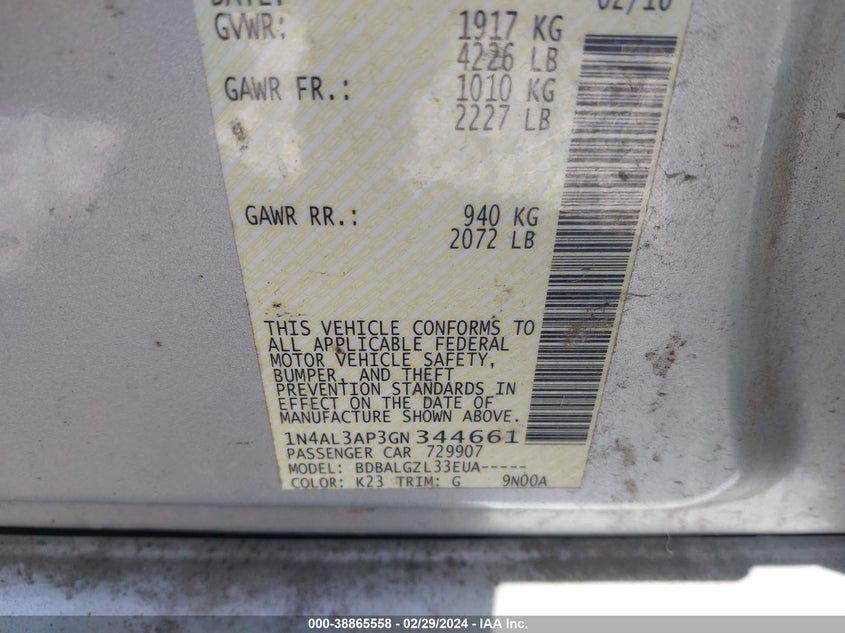 DATE: 02/16
GVWR: 1917 KG
4226 LB
GAWR FR.: 1010 KG
2227 LB
GAWR RR.: 940 KG
2072 LB
THIS VEHICLE CONFORMS TO
ALL APPLICABLE FEDERAL
MOTOR VEHICLE SAFETY,
BUMPER, AND THEFT
PREVENTION STANDARDS IN
EFFECT ON THE DATE OF
MANUFACTURE SHOWN ABOVE.
1N4AL3AP3GN344661
PASSENGER CAR 729907
MODEL: BDBALGZL33EUA-----
COLOR: K23 TRIM: G 9N00A
000-38865558 - 02/29/2024 - IAA Inc.